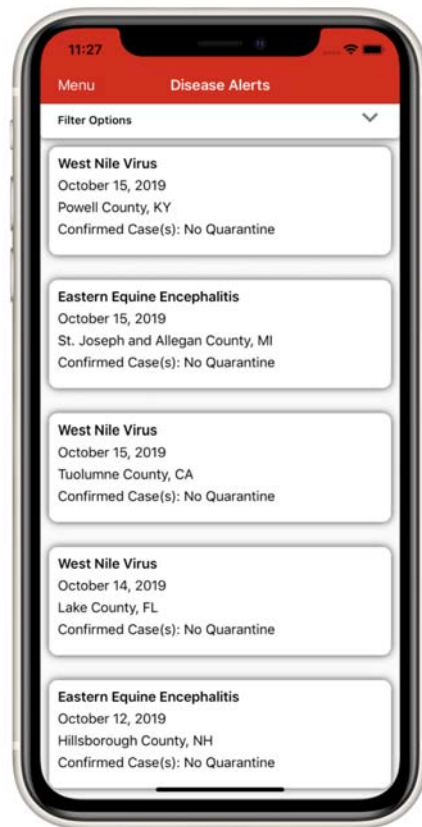 11:27
Menu
Disease Alerts
Filter Options
West Nile Virus
October 15, 2019
Powell County, KY
Confirmed Case(s): No Quarantine
Eastern Equine Encephalitis
October 15, 2019
St. Joseph and Allegan County, MI
Confirmed Case(s): No Quarantine
West Nile Virus
October 15, 2019
Tuolumne County, CA
Confirmed Case(s): No Quarantine
West Nile Virus
October 14, 2019
Lake County, FL
Confirmed Case(s): No Quarantine
Eastern Equine Encephalitis
October 12, 2019
Hillsborough County, NH
Confirmed Case(s): No Quarantine